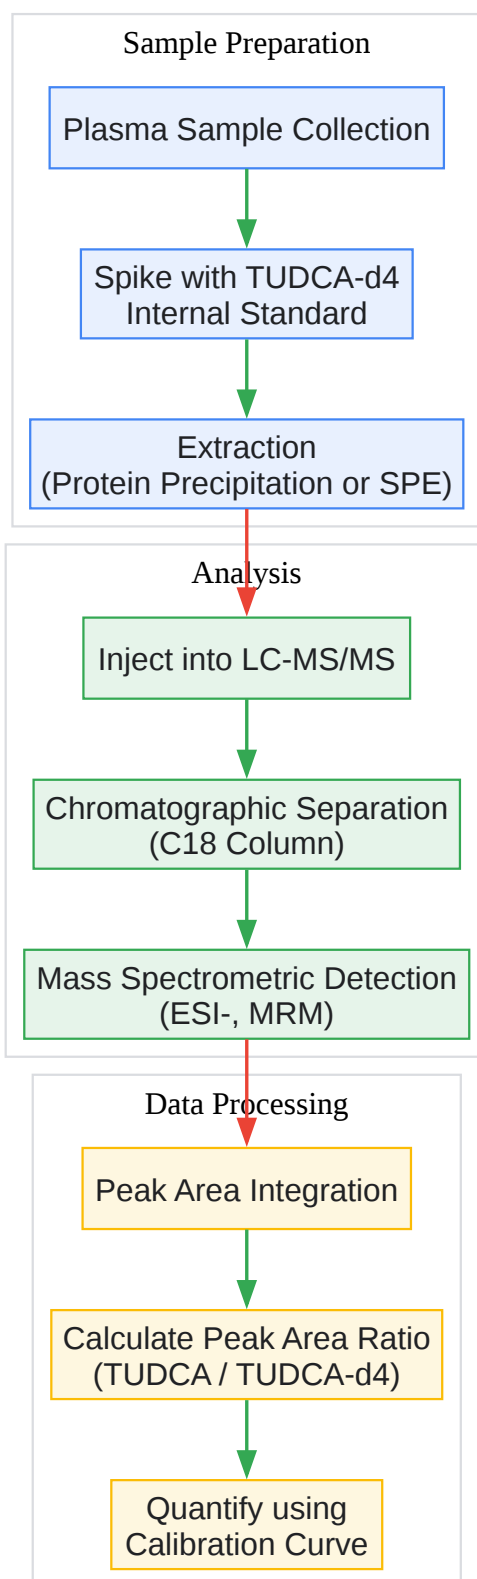 Sample Preparation
Plasma Sample Collection
Spike with TUDCA-d4
Internal Standard
Extraction
(Protein Precipitation or SPE)
Analysis
Inject into LC-MS/MS
Chromatographic Separation
(C18 Column)
Mass Spectrometric Detection
(ESI-, MRM)
Data Processing
Peak Area Integration
Calculate Peak Area Ratio
(TUDCA / TUDCA-d4)
Quantify using
Calibration Curve